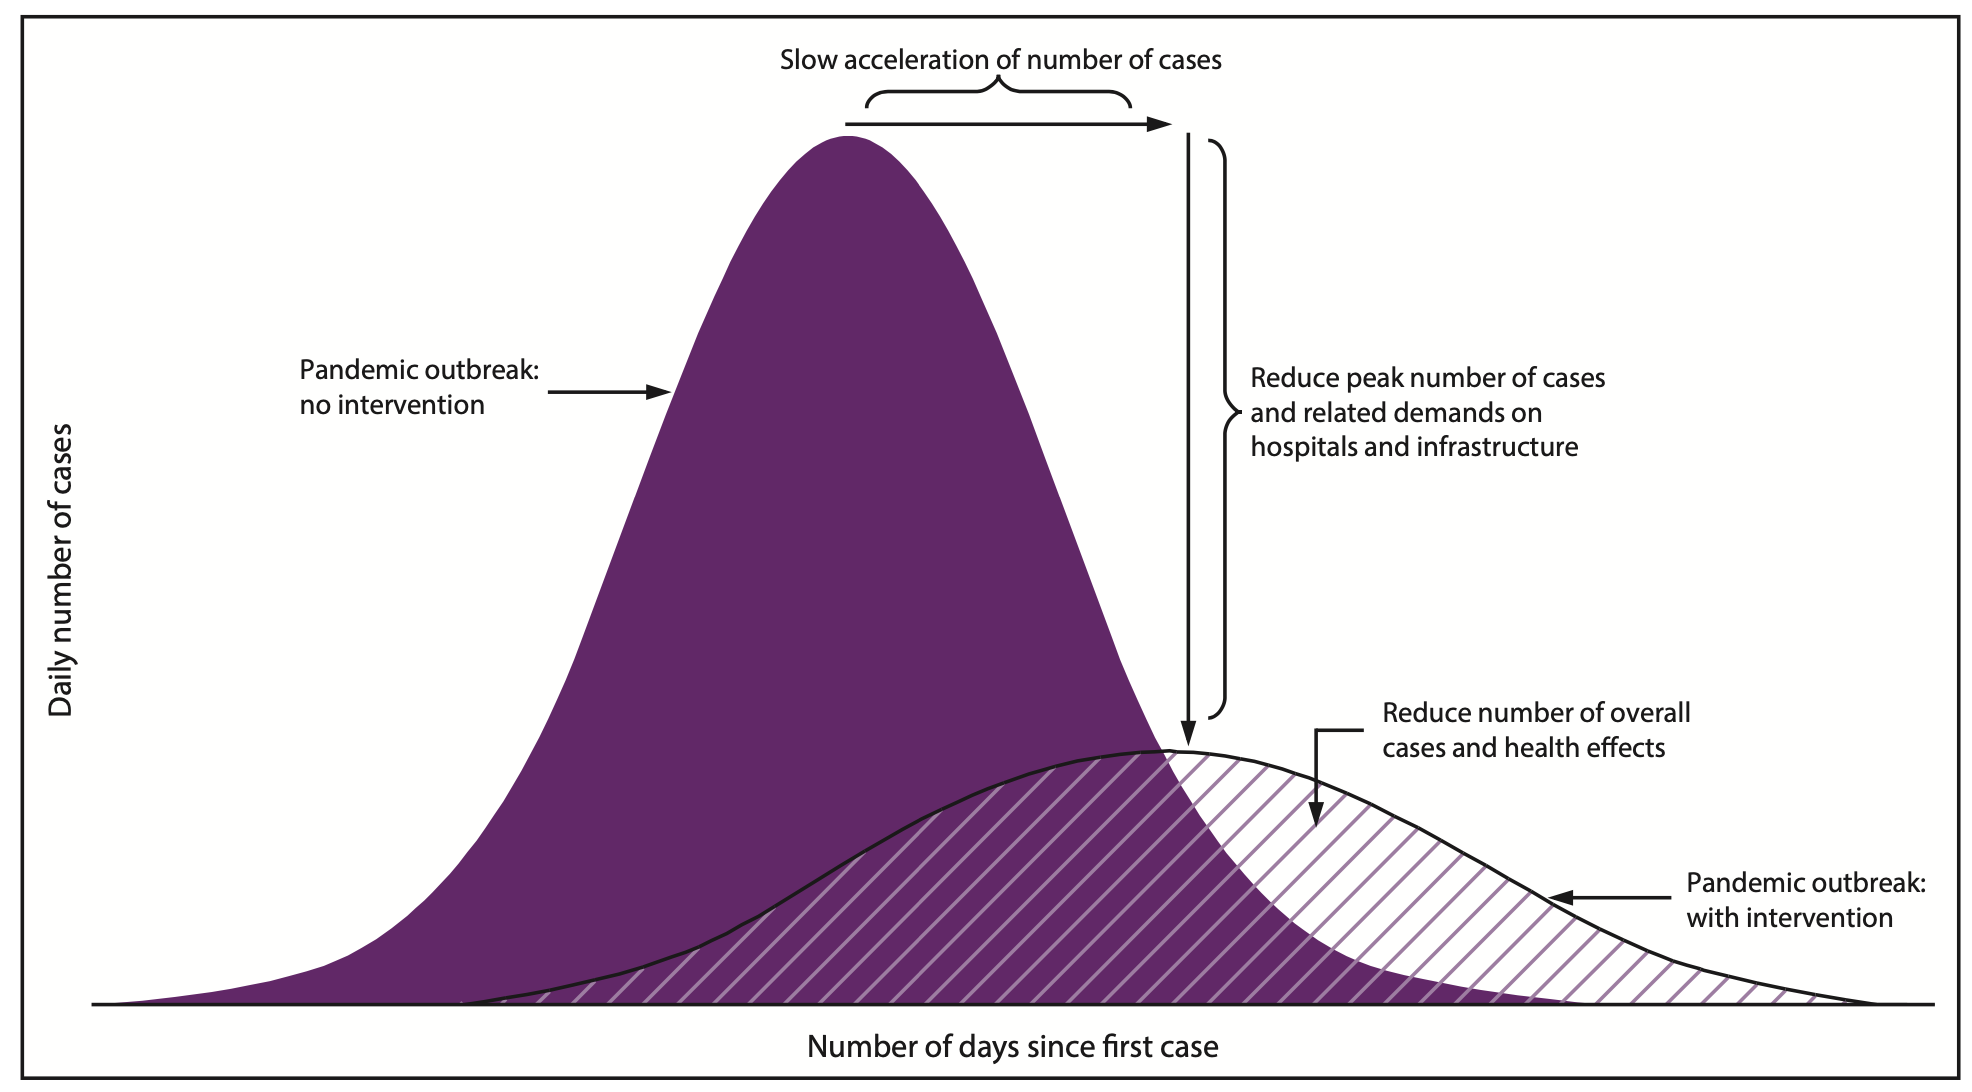 Slow acceleration of number of cases
Pandemic outbreak:
no intervention
Reduce peak number of cases
and related demands on
hospitals and infrastructure
Daily number of cases
Reduce number of overall
cases and health effects
Pandemic outbreak:
with intervention
Number of days since first case